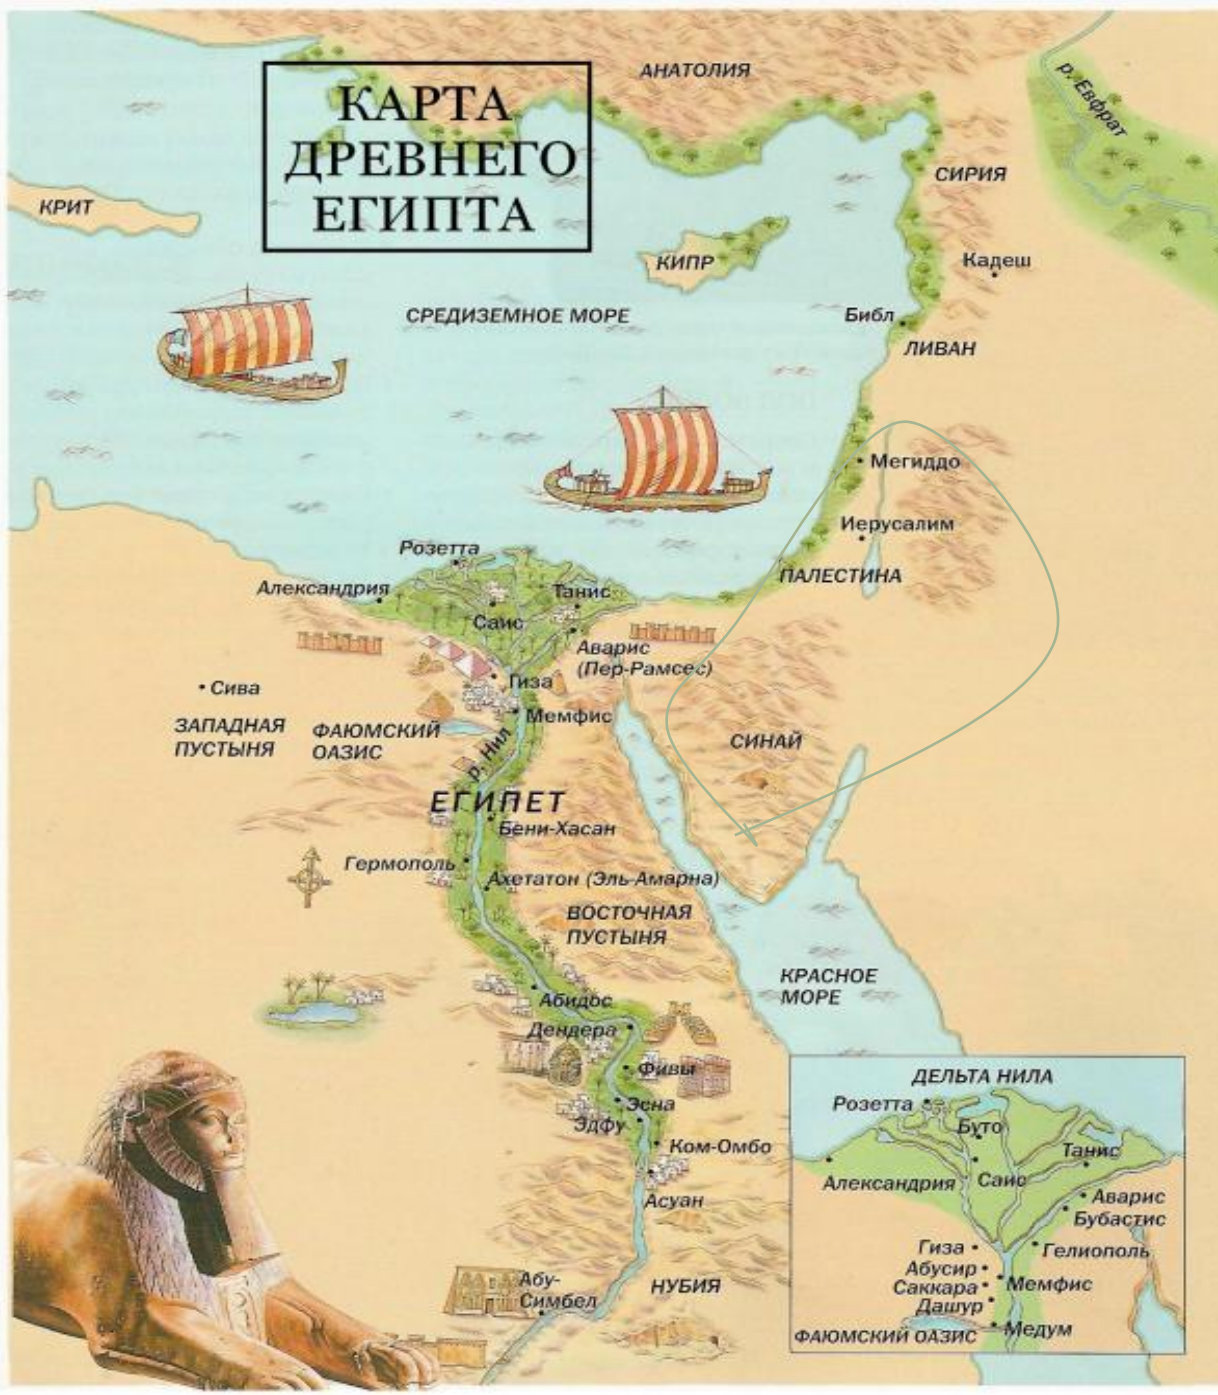 КАРТА
ДРЕВНЕГО
ЕГИПТА
АНАТОЛИЯ
р. Евфрат
СИРИЯ
КРИТ
КИПР
Кадеш
СРЕДИЗЕМНОЕ МОРЕ
Библ
ЛИВАН
Мегиддо
Иерусалим
ПАЛЕСТИНА
Розетта
Александрия
Танис
Саис
Аварис
(Пер-Рамсес)
Гиза
Сива
Мемфис
ЗАПАДНАЯ
ПУСТЫНЯ
ФАЮМСКИЙ
ОАЗИС
р. Нил
СИНАЙ
ЕГИПЕТ
Бени-Хасан
Гермополь
Ахетатон (Эль-Амарна)
ВОСТОЧНАЯ
ПУСТЫНЯ
КРАСНОЕ
МОРЕ
Абидос
Дендера
Фивы
Эсна
Эдфу
Ком-Омбо
Асуан
НУБИЯ
Абу-
Симбел
ДЕЛЬТА НИЛА
Розетта
Буто
Танис
Александрия
Саис
Аварис
Бубастис
Гиза
Гелиополь
Абусир
Саккара
Мемфис
Дашур
ФАЮМСКИЙ ОАЗИС
Медум